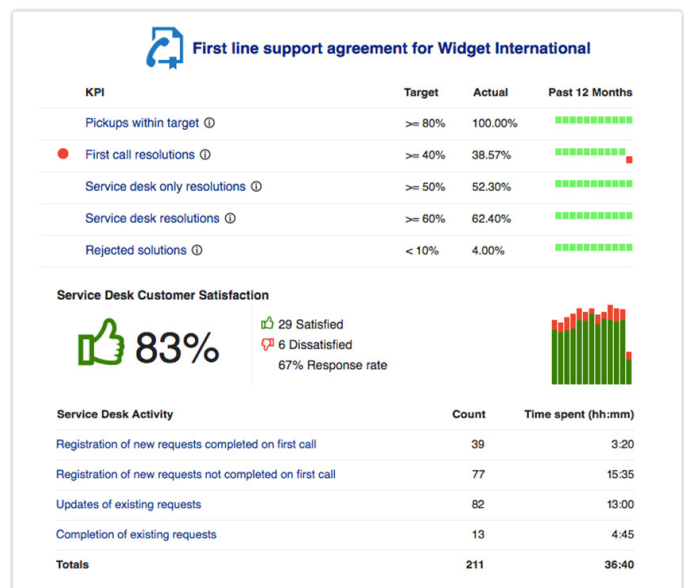 First line support agreement for Widget International
KPI Target Actual Past 12 Months
Pickups within target >= 80% 100.00%
First call resolutions >= 40% 38.57%
Service desk only resolutions >= 50% 52.30%
Service desk resolutions >= 60% 62.40%
Rejected solutions < 10% 4.00%
Service Desk Customer Satisfaction
83%
29 Satisfied
6 Dissatisfied
67% Response rate
Service Desk Activity Count Time spent (hh:mm)
Registration of new requests completed on first call 39 3:20
Registration of new requests not completed on first call 77 15:35
Updates of existing requests 82 13:00
Completion of existing requests 13 4:45
Totals 211 36:40